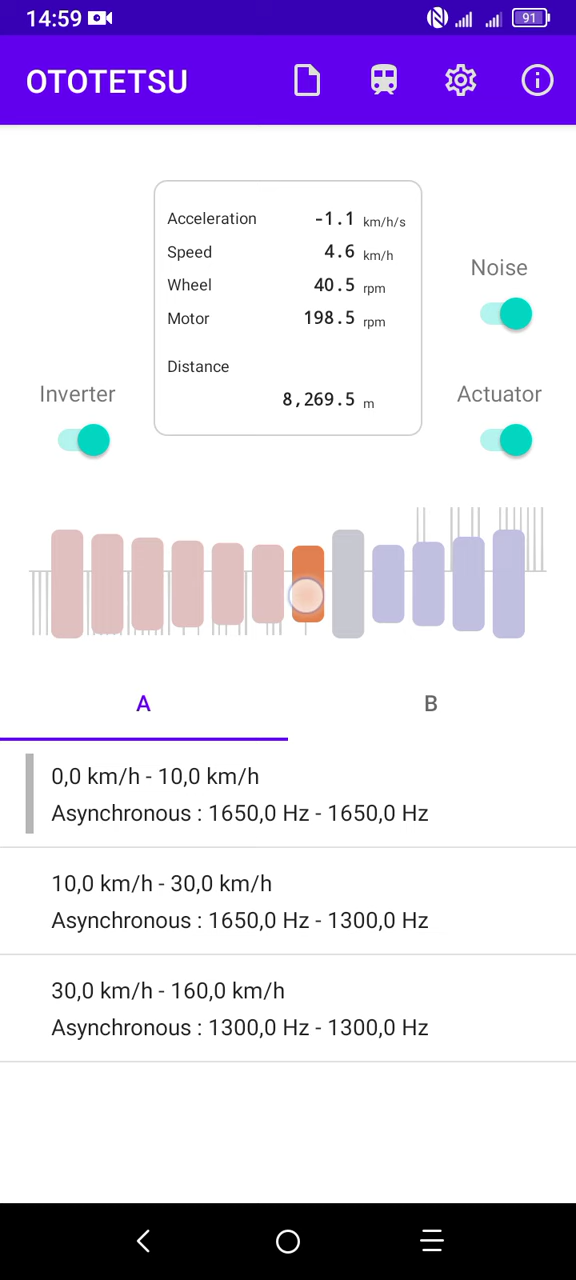 14:59
91
OTOTETSU
Acceleration -1.1 km/h/s
Speed 4.6 km/h
Wheel 40.5 rpm
Motor 198.5 rpm
Distance
8,269.5 m
Noise
Inverter
Actuator
A B
0,0 km/h - 10,0 km/h
Asynchronous : 1650,0 Hz - 1650,0 Hz
10,0 km/h - 30,0 km/h
Asynchronous : 1650,0 Hz - 1300,0 Hz
30,0 km/h - 160,0 km/h
Asynchronous : 1300,0 Hz - 1300,0 Hz